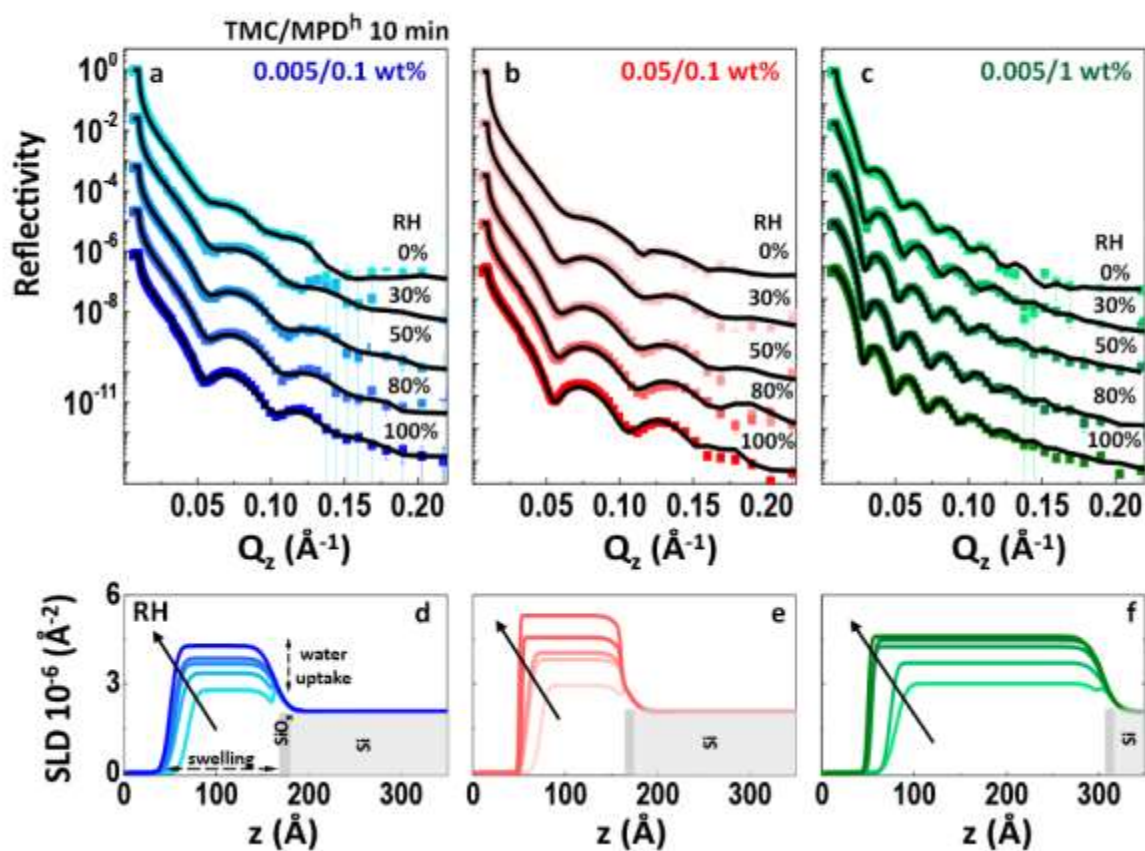 TMC/MPDʰ 10 min
a 0.005/0.1 wt%
b 0.05/0.1 wt%
c 0.005/1 wt%
Reflectivity
10⁰
10⁻²
10⁻⁴
10⁻⁶
10⁻⁸
10⁻¹¹
RH
0%
30%
50%
80%
100%
RH
0%
30%
50%
80%
100%
RH
0%
30%
50%
80%
100%
0.05 0.10 0.15 0.20
0.05 0.10 0.15 0.20
0.05 0.10 0.15 0.20
Q_z (Å⁻¹)
Q_z (Å⁻¹)
Q_z (Å⁻¹)
SLD 10⁻⁶ (Å⁻²)
6
3
0
RH
d
water
uptake
swelling
SiOₓ
Si
e
Si
f
Si
0 100 200 300
0 100 200 300
0 100 200 300
z (Å)
z (Å)
z (Å)